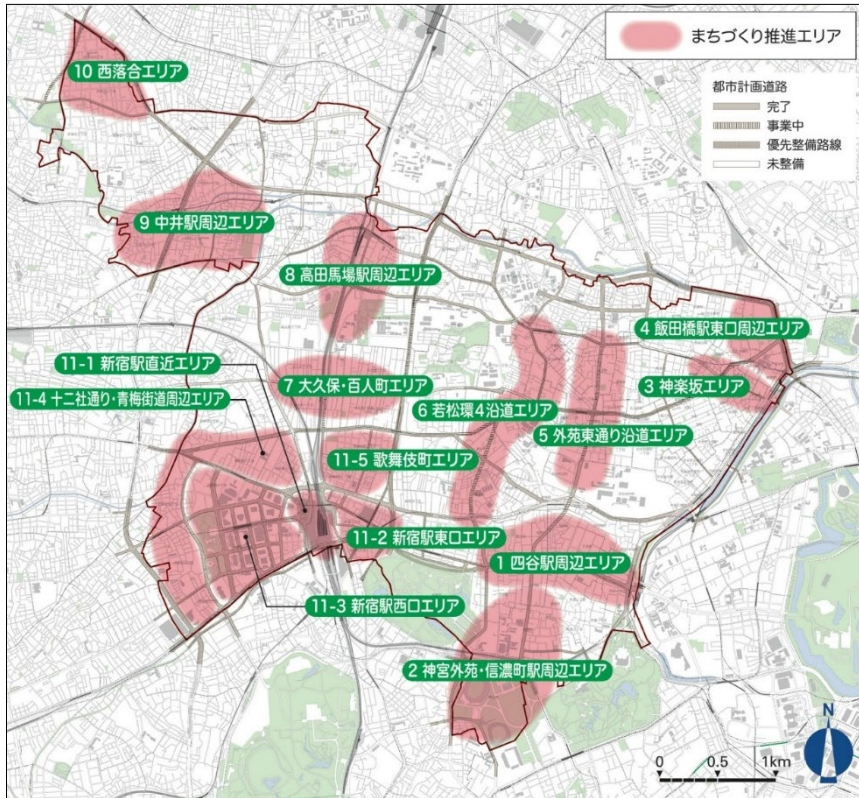 まちづくり推進エリア
都市計画道路
完了
事業中
優先整備路線
未整備
10 西落合エリア
9 中井駅周辺エリア
8 高田馬場駅周辺エリア
4 飯田橋駅東口周辺エリア
11-1 新宿駅直近エリア
7 大久保・百人町エリア
3 神楽坂エリア
11-4 十二社通り・青梅街道周辺エリア
6 若松環4沿道エリア
5 外苑東通り沿道エリア
11-5 歌舞伎町エリア
11-2 新宿駅東口エリア
1 四谷駅周辺エリア
11-3 新宿駅西口エリア
2 神宮外苑・信濃町駅周辺エリア
N
0 0.5 1km